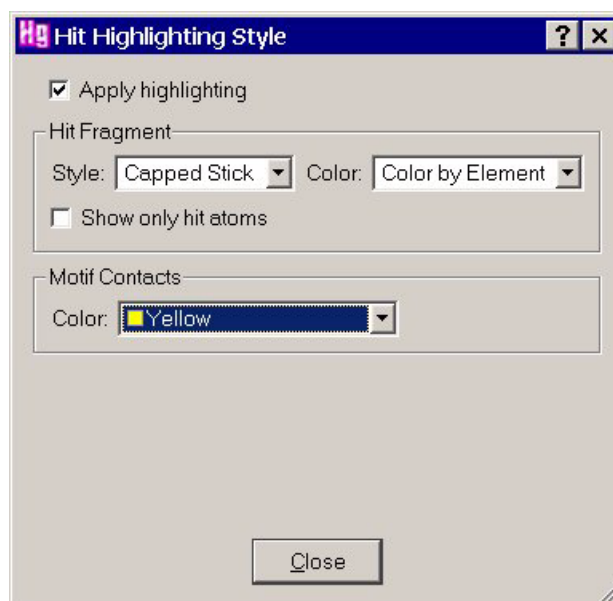 Hg Hit Highlighting Style ? ×
Apply highlighting
Hit Fragment
Style: Capped Stick Color: Color by Element
Show only hit atoms
Motif Contacts
Color: Yellow
Close